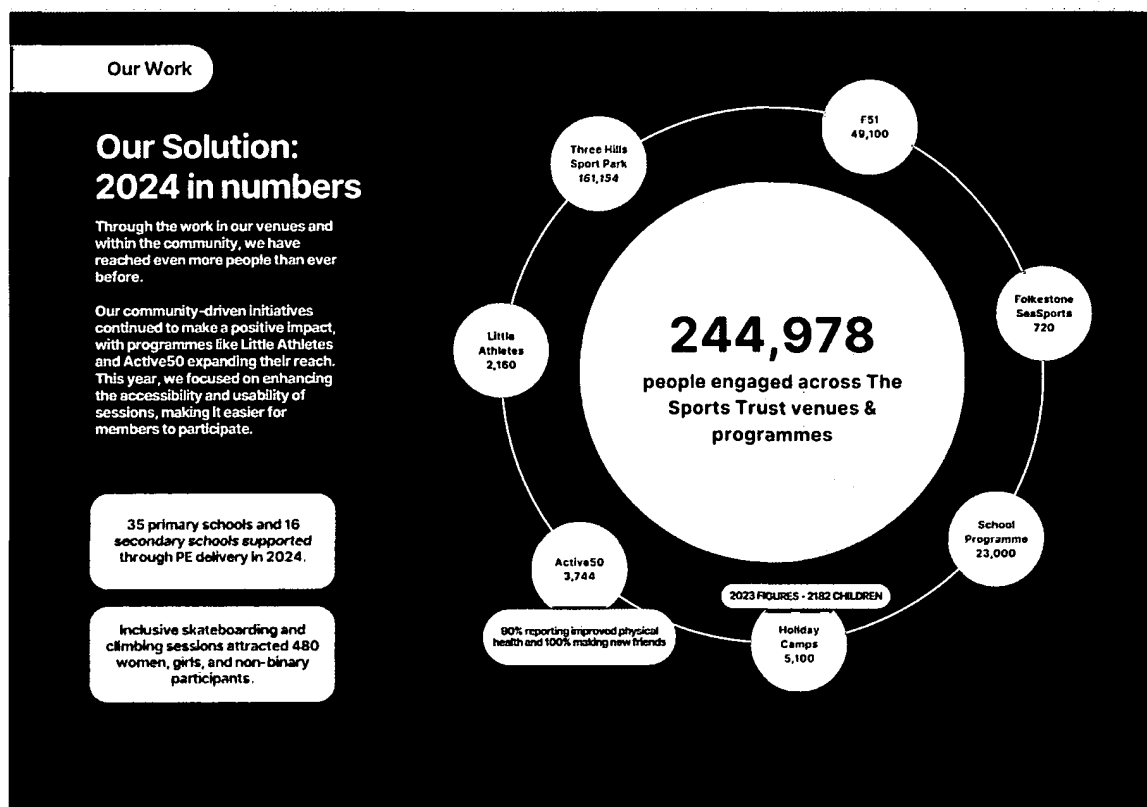 Our Work
Our Solution:
2024 in numbers
Through the work in our venues and
within the community, we have
reached even more people than ever
before.
Our community-driven initiatives
continued to make a positive impact,
with programmes like Little Athletes
and Active50 expanding their reach.
This year, we focused on enhancing
the accessibility and usability of
sessions, making it easier for
members to participate.
35 primary schools and 16
secondary schools supported
through PE delivery in 2024.
Inclusive skateboarding and
climbing sessions attracted 480
women, girls, and non-binary
participants.
F51
49,100
Three Hills
Sport Park
161,154
Folkestone
SeaSports
720
Little
Athletes
2,160
244,978
people engaged across The
Sports Trust venues &
programmes
School
Programme
23,000
Active50
3,744
90% reporting improved physical
health and 100% making new friends
2023 FIGURES - 2182 CHILDREN
Holiday
Camps
5,100